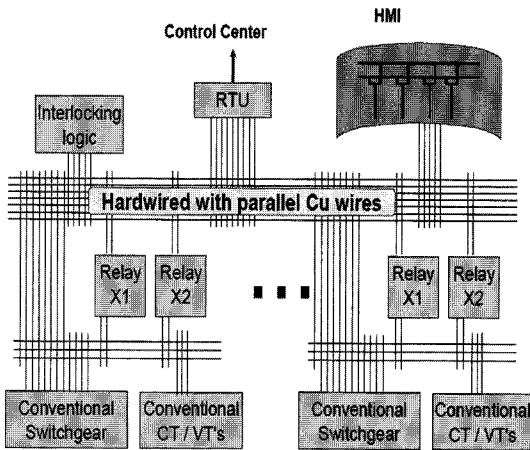 Control Center
HMI
Interlocking
logic
RTU
Hardwired with parallel Cu wires
Relay
X1
Relay
X2
Relay
X1
Relay
X2
Conventional
Switchgear
Conventional
CT / VT's
Conventional
Switchgear
Conventional
CT / VT's